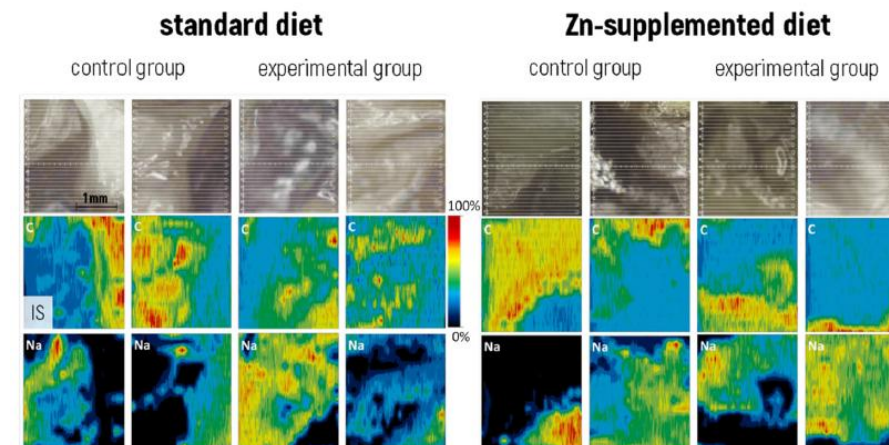 standard diet
Zn-supplemented diet
control group
experimental group
control group
experimental group
1mm
100%
C
C
C
C
C
C
C
C
IS
0%
Na
Na
Na
Na
Na
Na
Na
Na